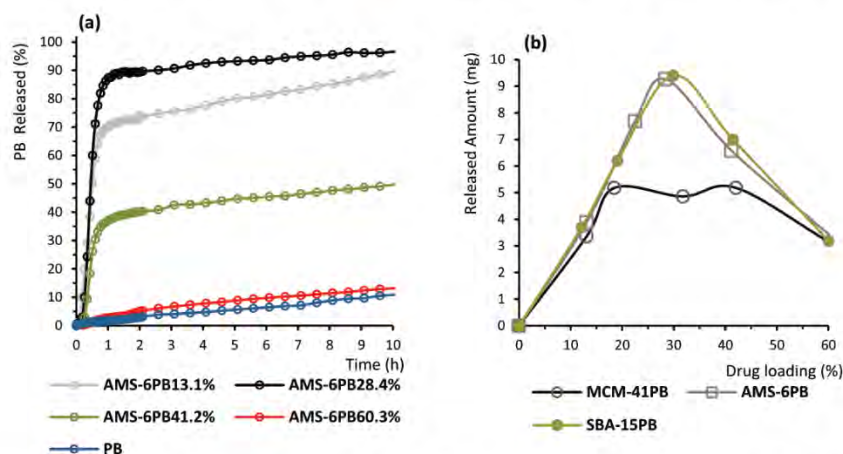 (a)
100
90
80
70
60
50
40
30
20
10
0
PB Released (%)
0 1 2 3 4 5 6 7 8 9 10
Time (h)
AMS-6PB13.1% AMS-6PB28.4%
AMS-6PB41.2% AMS-6PB60.3%
PB
(b)
10
9
8
7
6
5
4
3
2
1
0
Released Amount (mg)
0 10 20 30 40 50 60
Drug loading (%)
MCM-41PB AMS-6PB
SBA-15PB